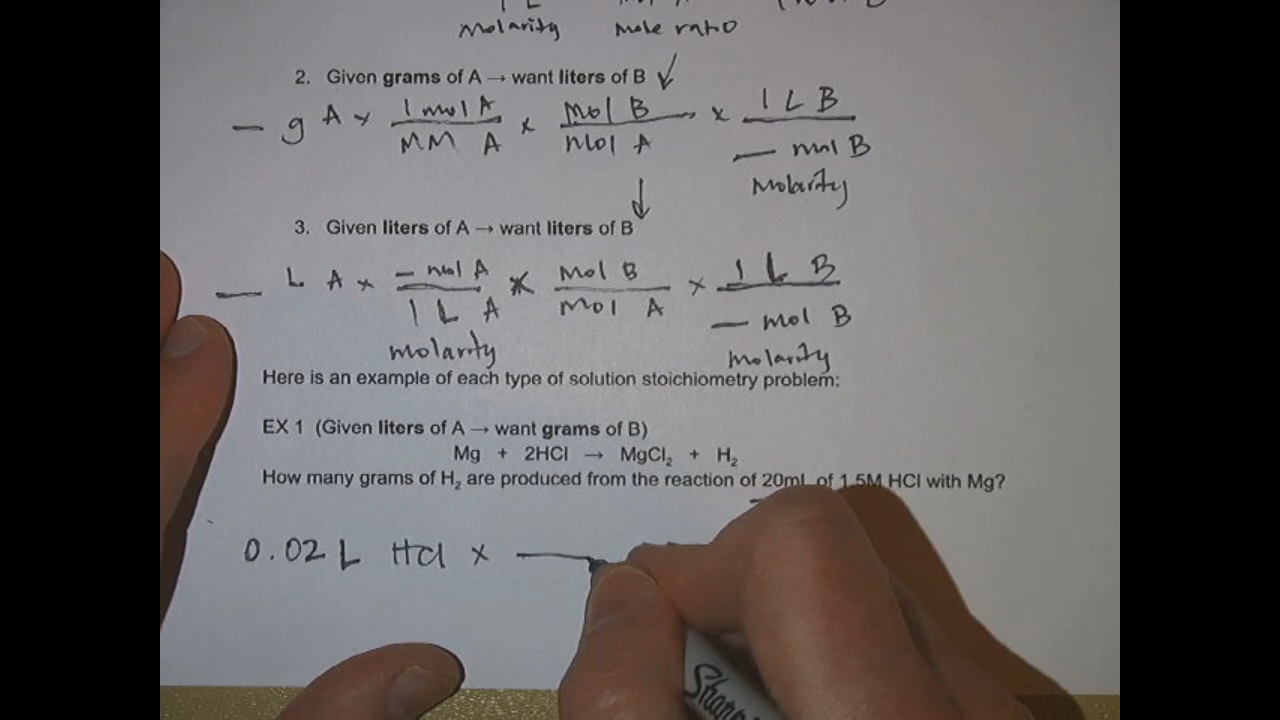 molarity mole ratio
2. Given grams of A → want liters of B ↓
— g A × 1 mol A / MM A × mol B / mol A × 1 L B / — mol B
molarity
3. Given liters of A → want liters of B ↓
— L A × — mol A / 1 L A × mol B / mol A × 1 L B / — mol B
molarity molarity
Here is an example of each type of solution stoichiometry problem:
EX 1 (Given liters of A → want grams of B)
Mg + 2HCl → MgCl₂ + H₂
How many grams of H₂ are produced from the reaction of 20mL of 1.5M HCl with Mg?
0.02 L HCl ×
Sharp